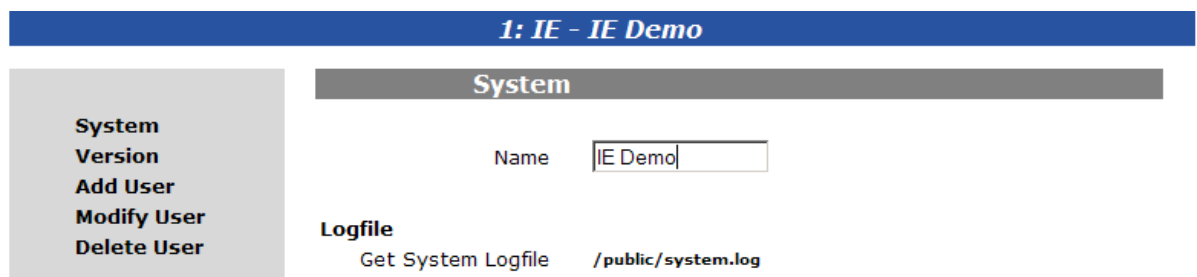 1: IE - IE Demo
System
Version
Add User
Modify User
Delete User
System
Name IE Demo
Logfile
Get System Logfile /public/system.log